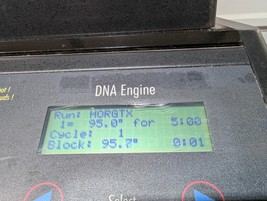 DNA Engine
Run: HORGTX
1= 95.0° for 5:00
Cycle: 1
Block: 95.7° 0:01
Select